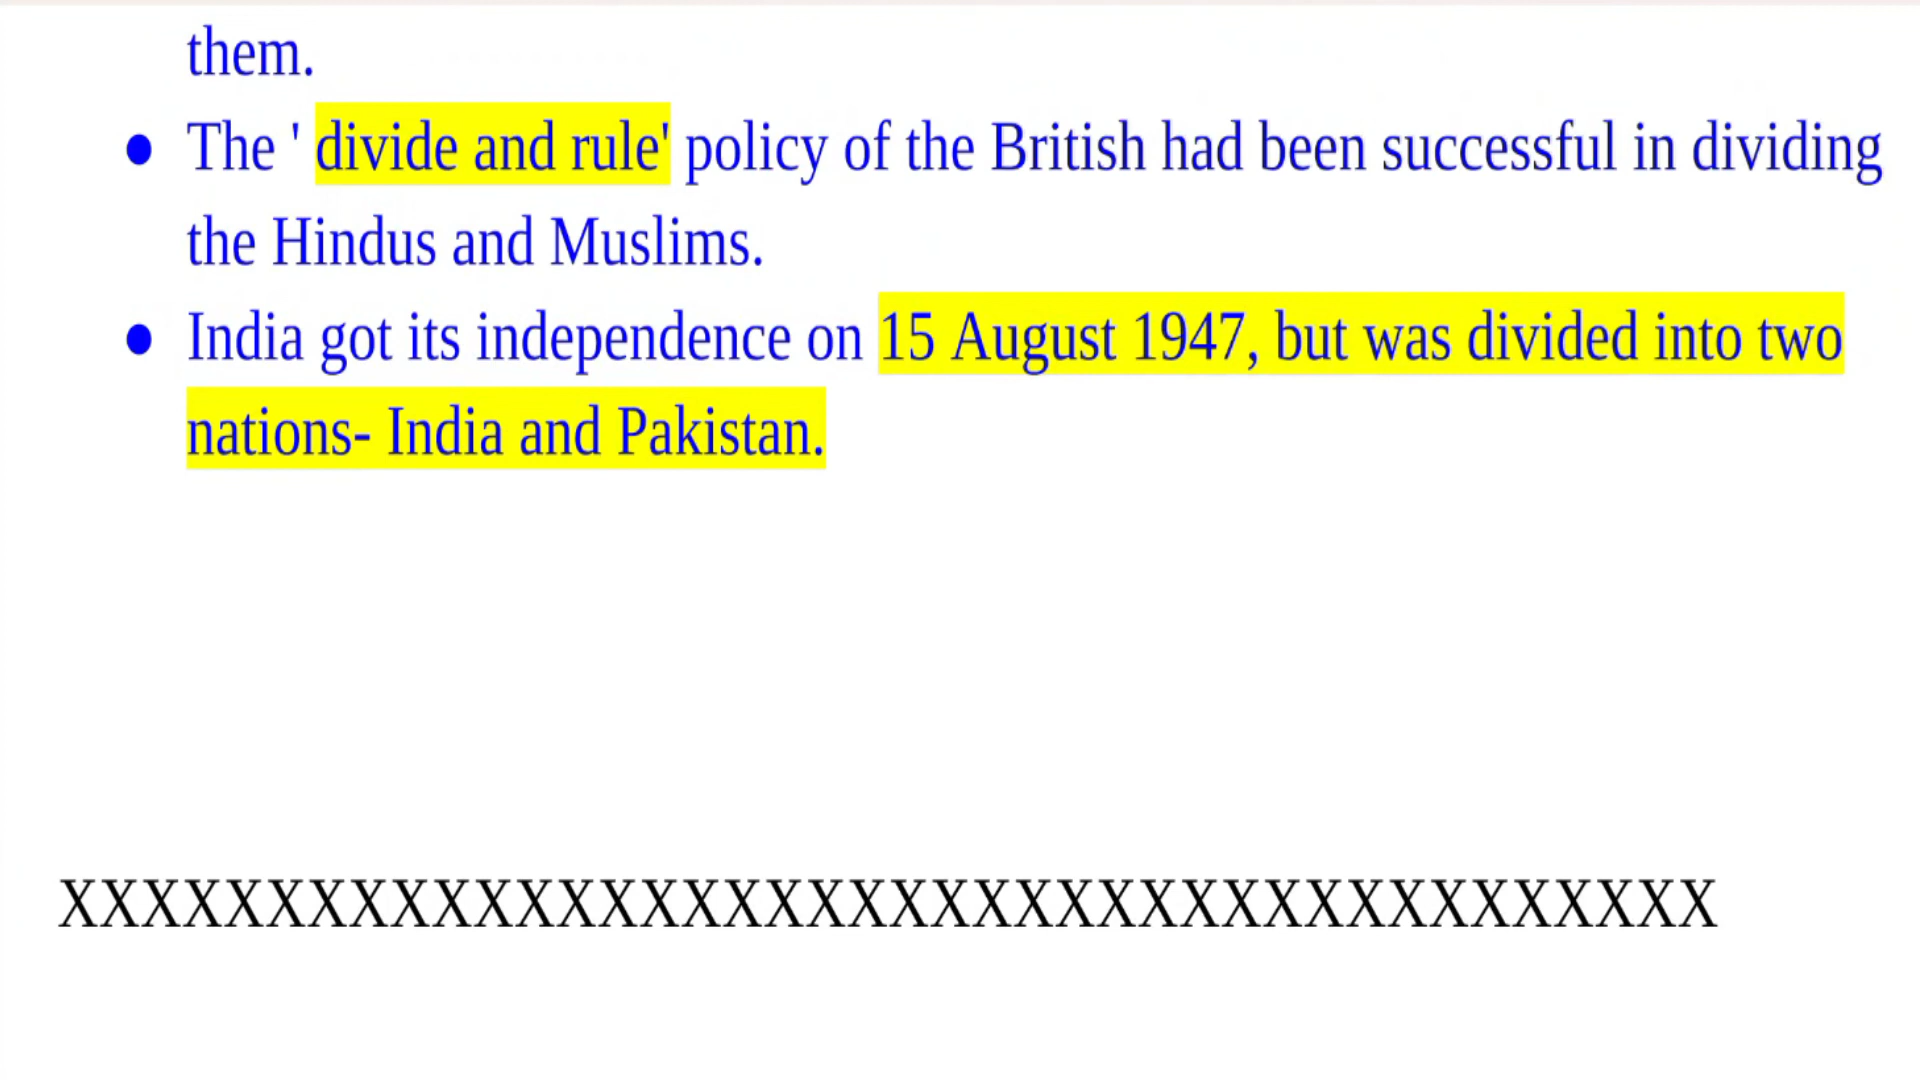 them.
● The ' divide and rule' policy of the British had been successful in dividing
the Hindus and Muslims.
● India got its independence on 15 August 1947, but was divided into two
nations- India and Pakistan.
XXXXXXXXXXXXXXXXXXXXXXXXXXXXXXXXXXXXXXXX